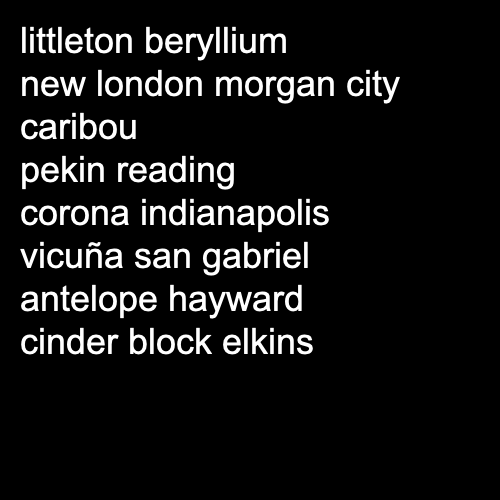 littleton beryllium
new london morgan city
caribou
pekin reading
corona indianapolis
vicuña san gabriel
antelope hayward
cinder block elkins